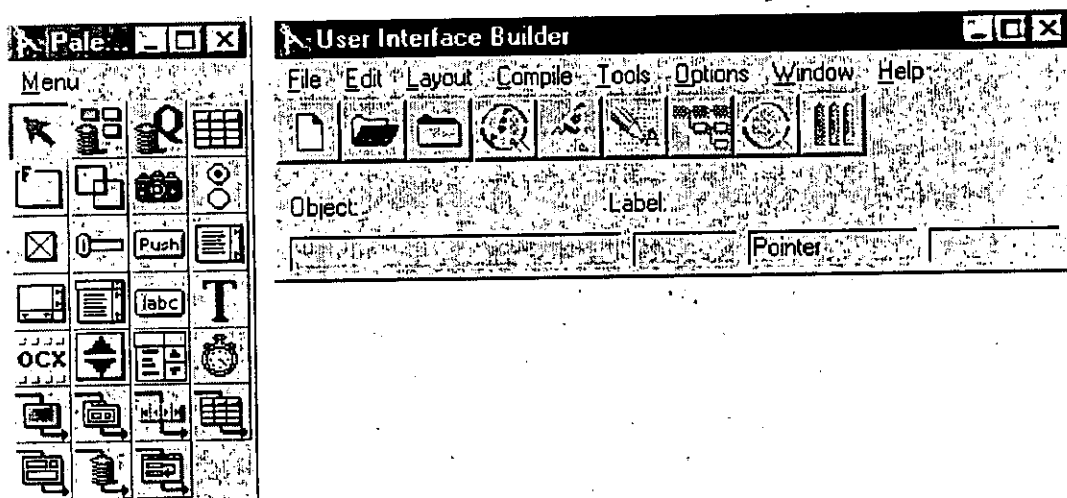 Pale...
Menu
Q
F
Push
abc
T
OCX
User Interface Builder
File Edit Layout Compile Tools Options Window Help
Object: Label:
Pointer